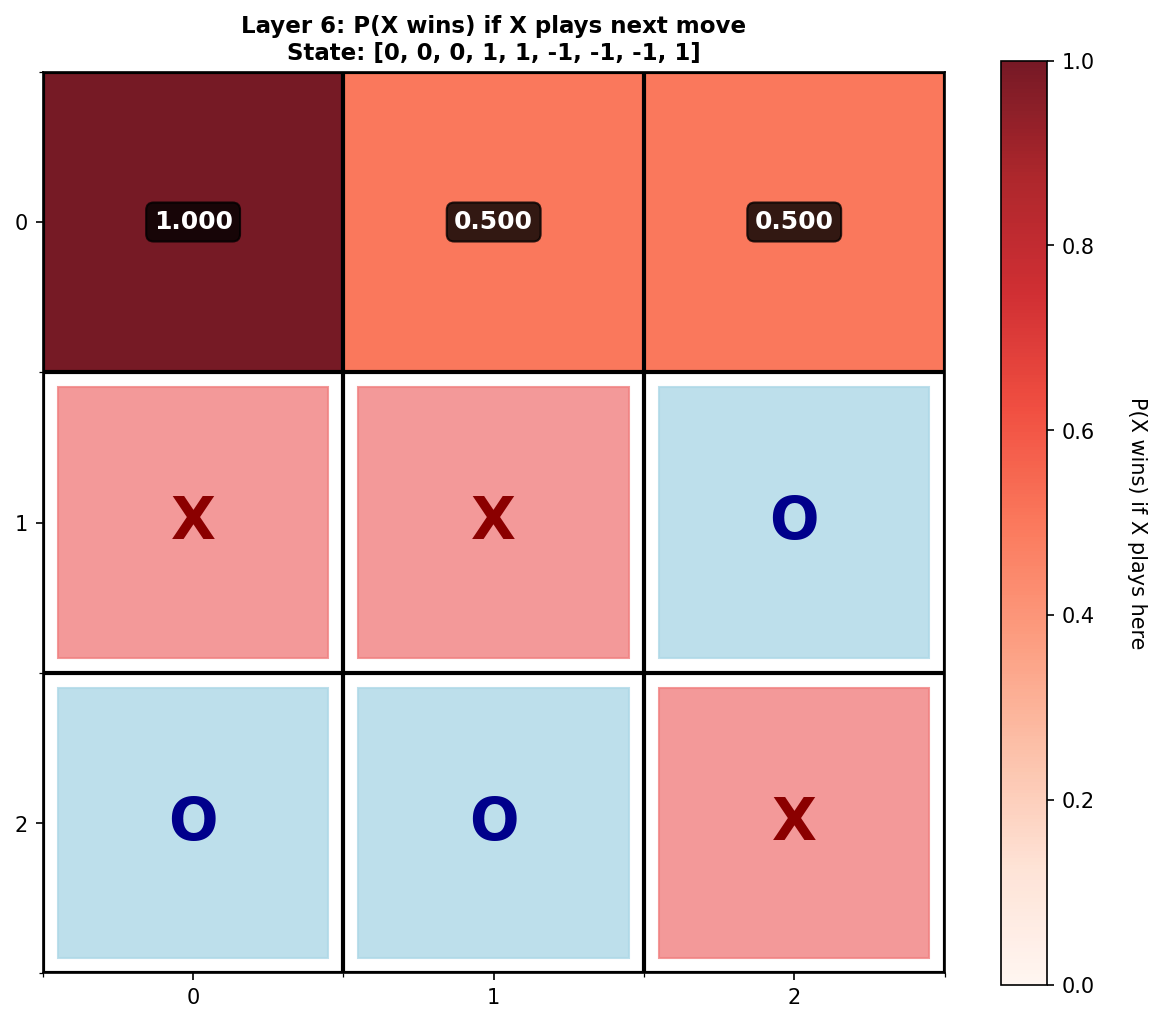 Layer 6: P(X wins) if X plays next move
State: [0, 0, 0, 1, 1, -1, -1, -1, 1]
1.000 0.500 0.500
X X O
O O X
0
1
2
0 1 2
1.0
0.8
0.6
0.4
0.2
0.0
P(X wins) if X plays here